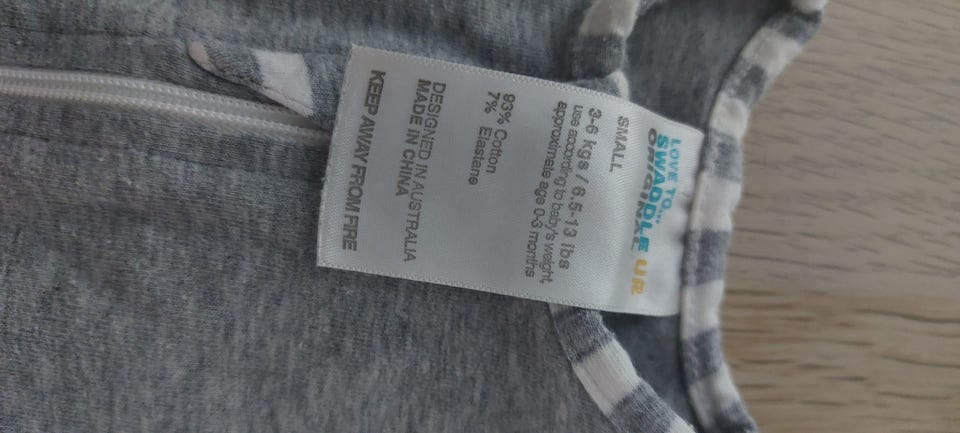 LOVE TO...
SWADDLE UP
ORIGINAL
SMALL
3-6 kgs / 6.5-13 lbs
use according to baby's weight,
approximate age 0-3 months
93% Cotton
7% Elastane
DESIGNED IN AUSTRALIA
MADE IN CHINA
KEEP AWAY FROM FIRE